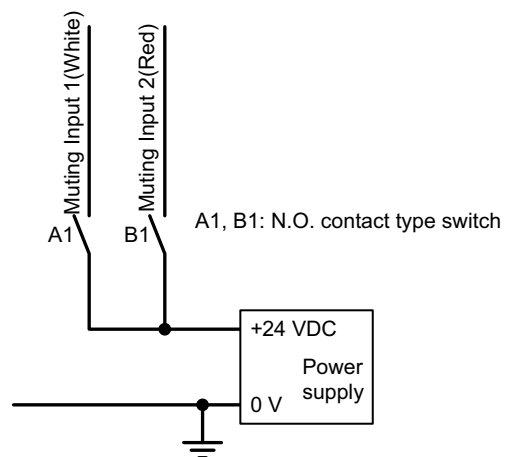 Muting Input 1(White)
Muting Input 2(Red)
A1
B1
A1, B1: N.O. contact type switch
+24 VDC
Power
supply
0 V